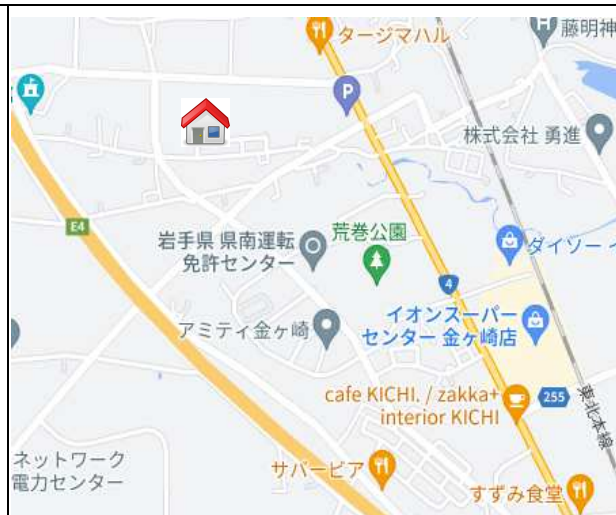 タージマハル
藤明神
P
株式会社 勇進
E4
岩手県 県南運転
免許センター
荒巻公園
ダイソー
4
アミティ金ヶ崎
イオンスーパー
センター 金ヶ崎店
cafe KICHI. / zakka+
interior KICHI
255
東北本線
ネットワーク
電力センター
サバービア
すずみ食堂